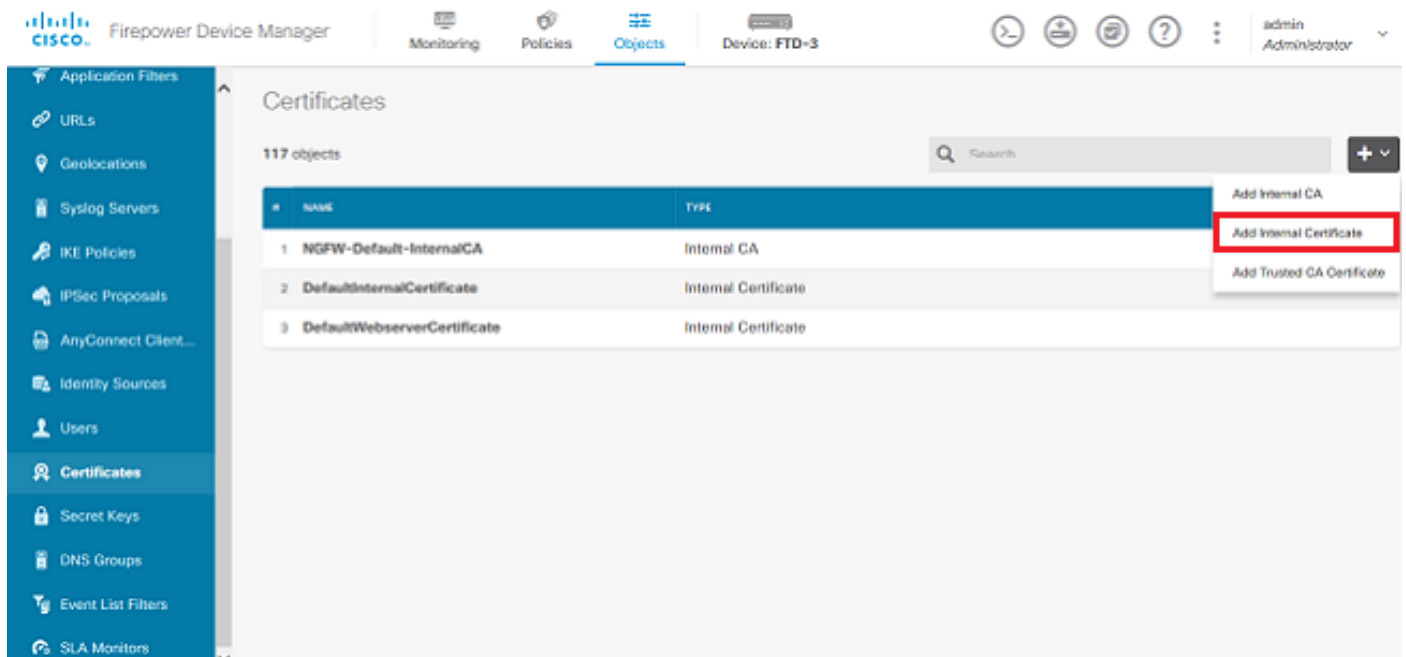 CISCO
Firepower Device Manager
Monitoring
Policies
Objects
Device: FTD-3
admin
Administrator
Application Filters
URLs
Geolocations
Syslog Servers
IKE Policies
IPSec Proposals
AnyConnect Client...
Identity Sources
Users
Certificates
Secret Keys
DNS Groups
Event List Filters
SLA Monitors
Certificates
117 objects
Search
Add Internal CA
Add Internal Certificate
Add Trusted CA Certificate
# NAME TYPE
1 NGFW-Default-InternalCA Internal CA
2 DefaultInternalCertificate Internal Certificate
3 DefaultWebserverCertificate Internal Certificate